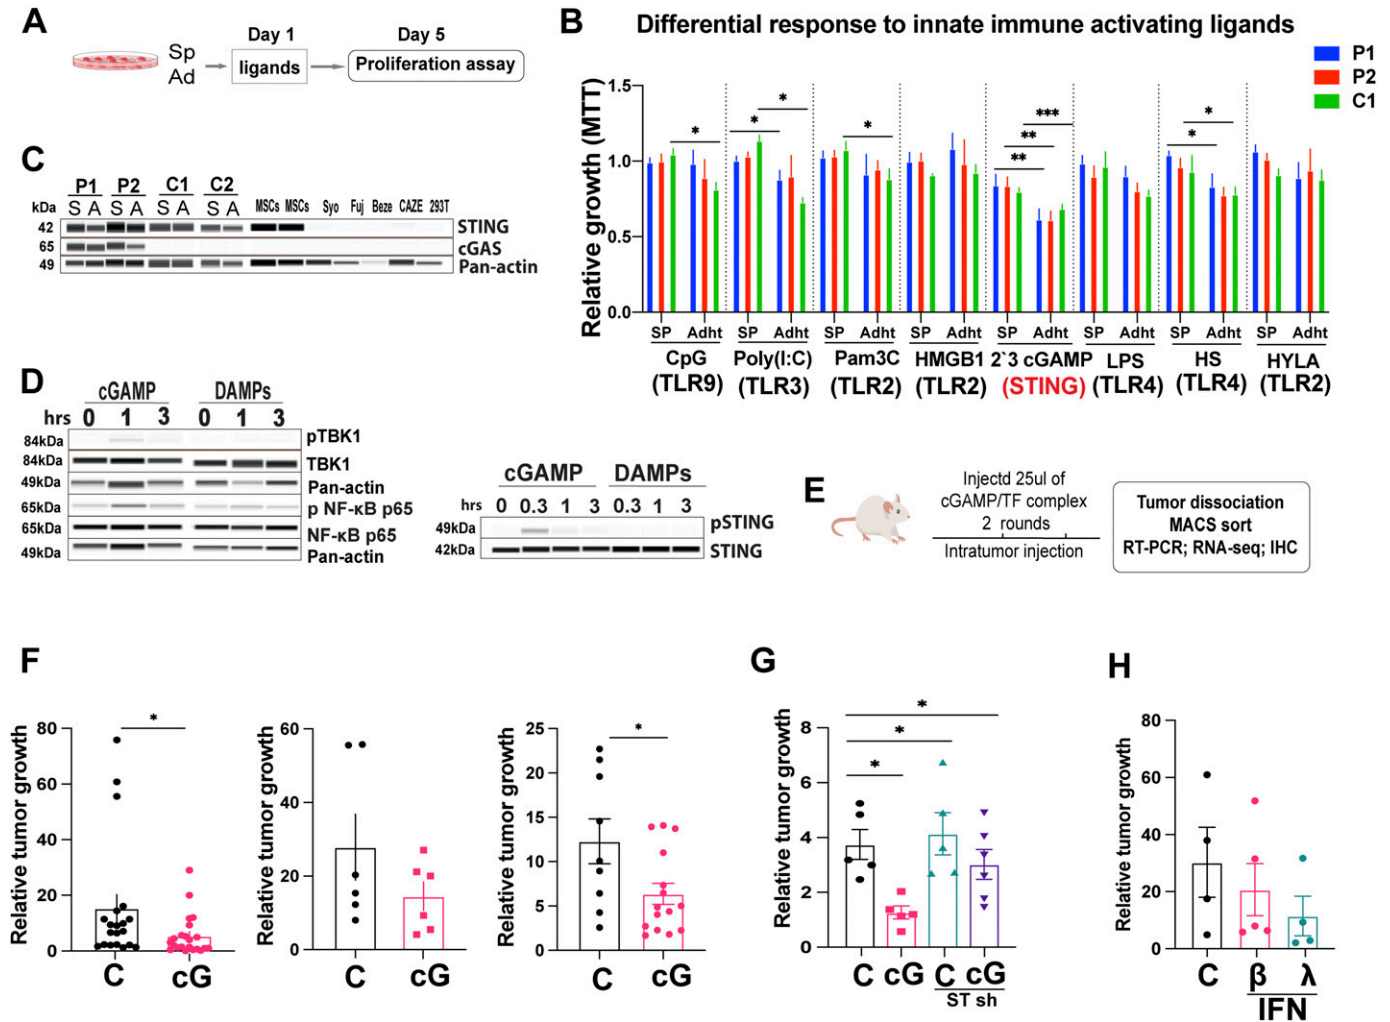 A
Sp
Ad
Day 1
ligands
Day 5
Proliferation assay
B
Differential response to innate immune activating ligands
P1
P2
C1
Relative growth (MTT)
1.5
1.0
0.5
0.0
* * * * ** ** *** * *
SP Adht SP Adht SP Adht SP Adht SP Adht SP Adht SP Adht SP Adht
CpG Poly(I:C) Pam3C HMGB1 2`3 cGAMP LPS HS HYLA
(TLR9) (TLR3) (TLR2) (TLR2) (STING) (TLR4) (TLR4) (TLR2)
C
P1 P2 C1 C2
kDa S A S A S A S A MSCs MSCs Syo Fuj Beze CAZE 293T
42 STING
65 cGAS
49 Pan-actin
D
cGAMP DAMPs
hrs 0 1 3 0 1 3
84kDa pTBK1
84kDa TBK1
49kDa Pan-actin
65kDa p NF-κB p65
65kDa NF-κB p65
49kDa Pan-actin
cGAMP DAMPs
hrs 0 0.3 1 3 0.3 1 3
49kDa pSTING
42kDa STING
E
Injectd 25ul of
cGAMP/TF complex
2 rounds
Intratumor injection
Tumor dissociation
MACS sort
RT-PCR; RNA-seq; IHC
F
Relative tumor growth
80
60
40
20
0
*
C cG
Relative tumor growth
60
40
20
0
C cG
Relative tumor growth
25
20
15
10
5
0
*
C cG
G
Relative tumor growth
8
6
4
2
0
*
*
*
C cG C cG
ST sh
H
Relative tumor growth
80
60
40
20
0
C β λ
IFN